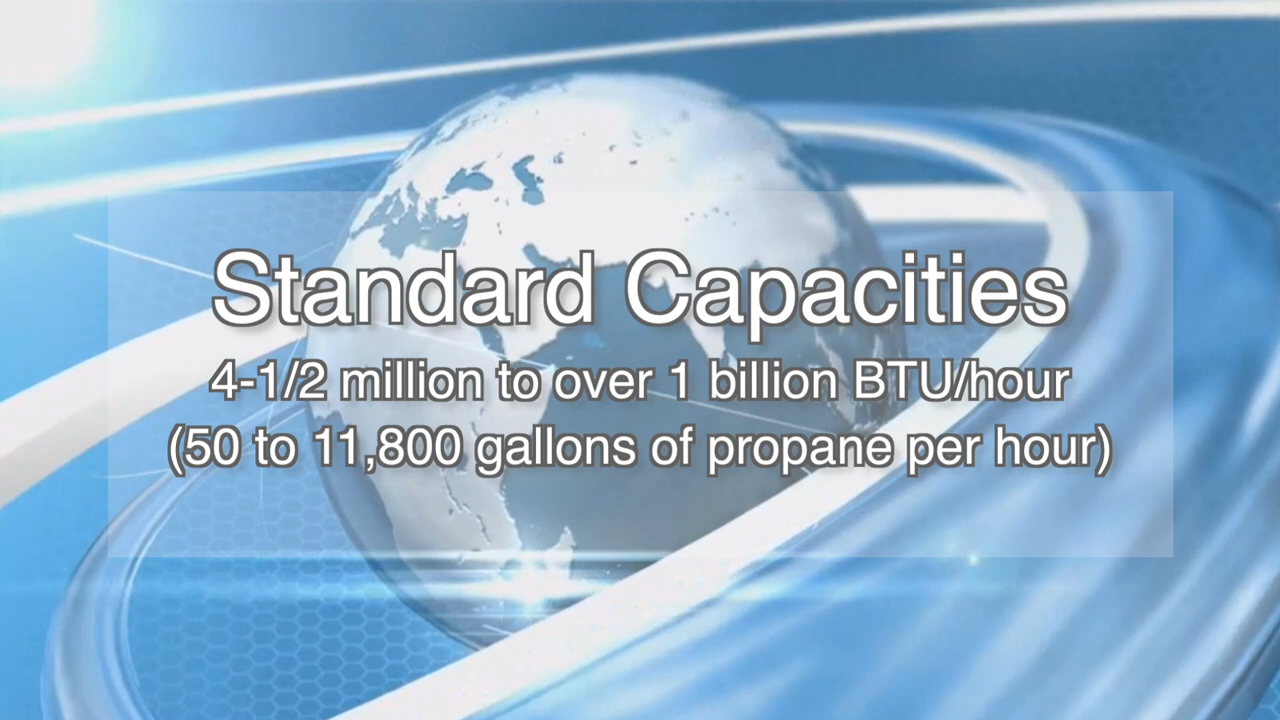 Standard Capacities
4-1/2 million to over 1 billion BTU/hour
(50 to 11,800 gallons of propane per hour)